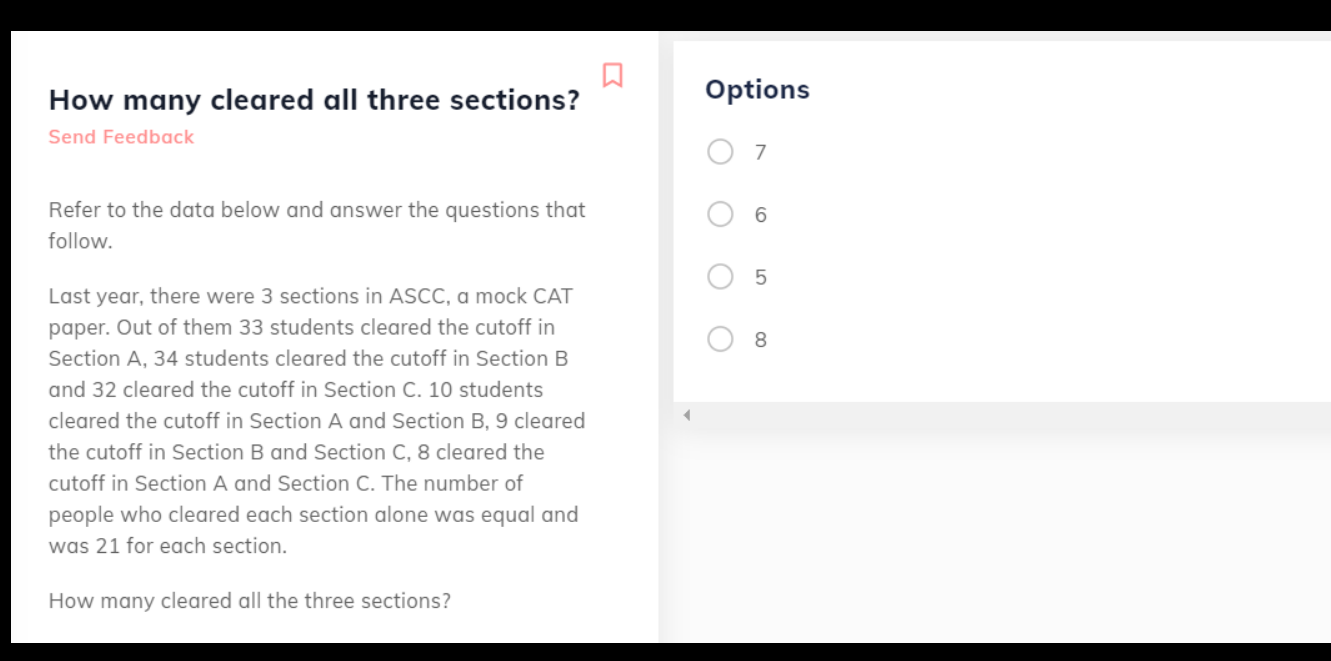 How many cleared all three sections?
Send Feedback
Refer to the data below and answer the questions that
follow.
Last year, there were 3 sections in ASCC, a mock CAT
paper. Out of them 33 students cleared the cutoff in
Section A, 34 students cleared the cutoff in Section B
and 32 cleared the cutoff in Section C. 10 students
cleared the cutoff in Section A and Section B, 9 cleared
the cutoff in Section B and Section C, 8 cleared the
cutoff in Section A and Section C. The number of
people who cleared each section alone was equal and
was 21 for each section.
How many cleared all the three sections?
Options
7
6
5
8